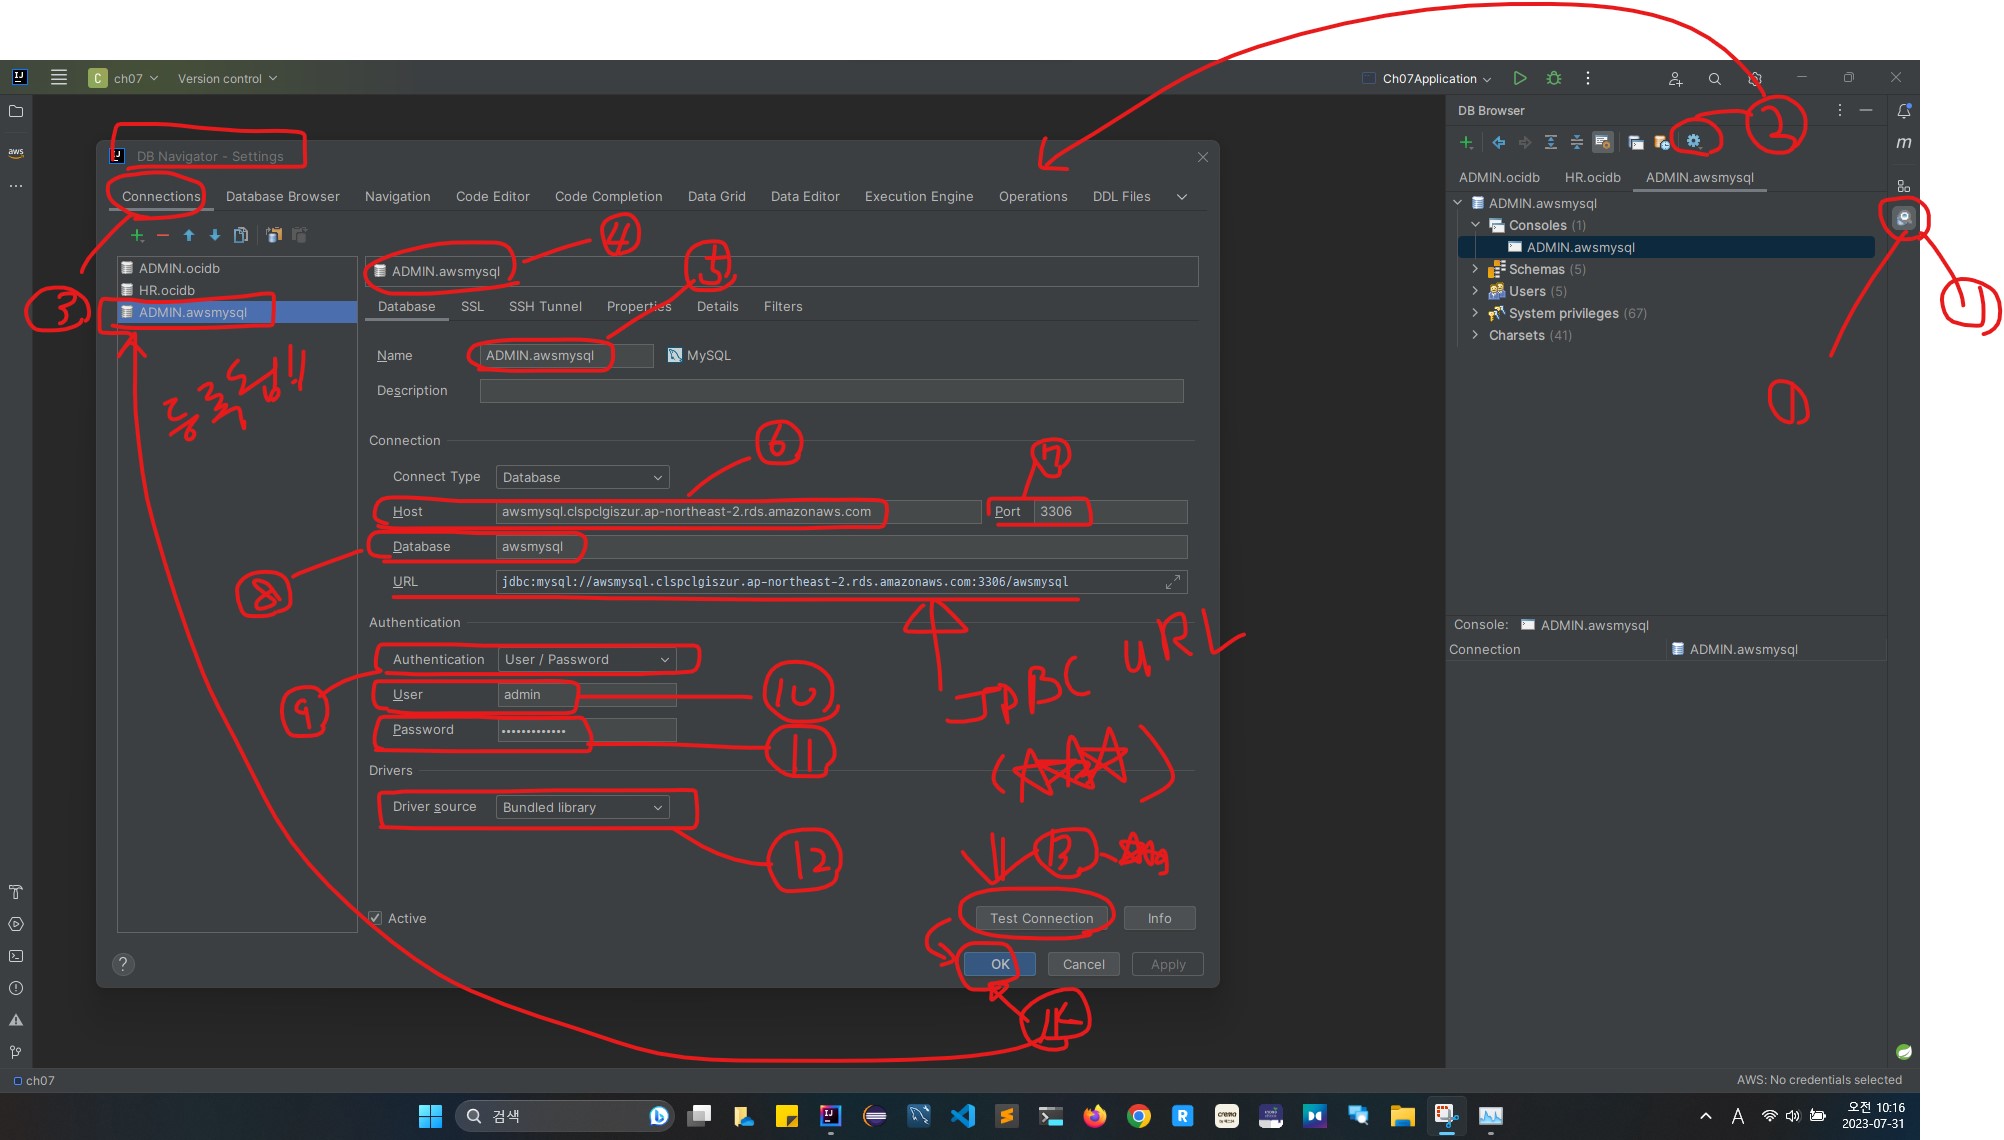 ch07
Version control
Ch07Application
aws
DB Navigator - Settings
Connections
Database Browser
Navigation
Code Editor
Code Completion
Data Grid
Data Editor
Execution Engine
Operations
DDL Files
ADMIN.ocidb
HR.ocidb
ADMIN.awsmysql
등록됨!!
ADMIN.awsmysql
Database
SSL
SSH Tunnel
Properties
Details
Filters
Name
ADMIN.awsmysql
MySQL
Description
Connection
Connect Type
Database
Host
awsmysql.clspclgiszur.ap-northeast-2.rds.amazonaws.com
Port
3306
Database
awsmysql
URL
jdbc:mysql://awsmysql.clspclgiszur.ap-northeast-2.rds.amazonaws.com:3306/awsmysql
JDBC URL
Authentication
Authentication
User / Password
User
admin
Password
Drivers
Driver source
Bundled library
Active
Test Connection
Info
?
OK
Cancel
Apply
3
4
5
6
7
8
9
10
11
12
13
DB Browser
m
ADMIN.ocidb
HR.ocidb
ADMIN.awsmysql
ADMIN.awsmysql
Consoles (1)
ADMIN.awsmysql
Schemas (5)
Users (5)
System privileges (67)
Charsets (41)
2
1
1
Console:
ADMIN.awsmysql
Connection
ADMIN.awsmysql
ch07
AWS: No credentials selected
검색
A
오전 10:16
2023-07-31